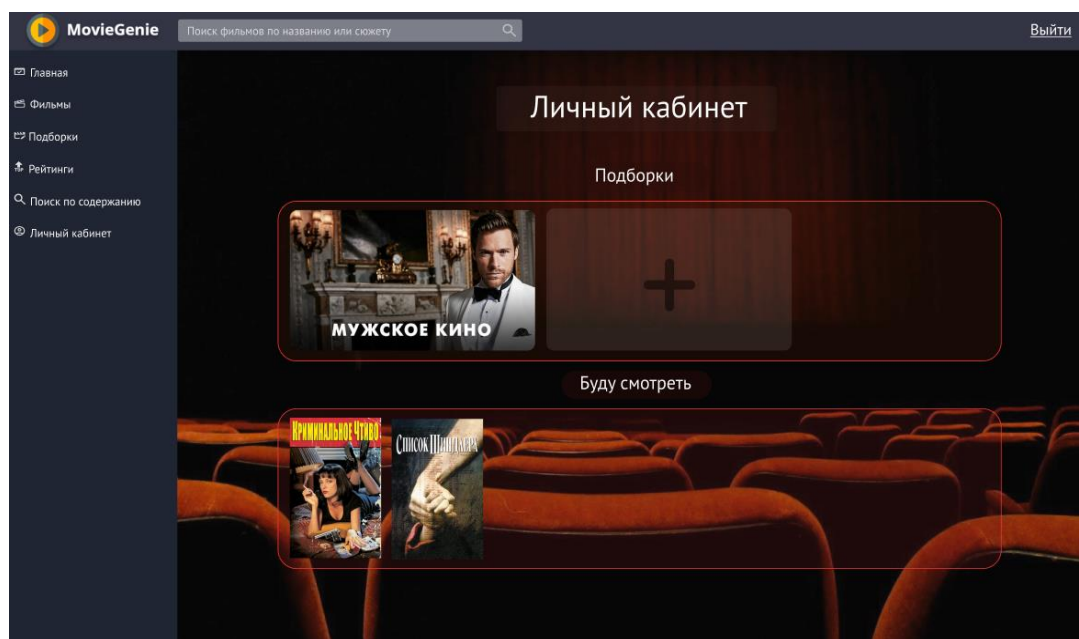 MovieGenie
Поиск фильмов по названию или сюжету
Выйти
Главная
Фильмы
Подборки
Рейтинги
Поиск по содержанию
Личный кабинет
Личный кабинет
Подборки
МУЖСКОЕ КИНО
Буду смотреть
Криминальное Чтиво
Список Шиндлера